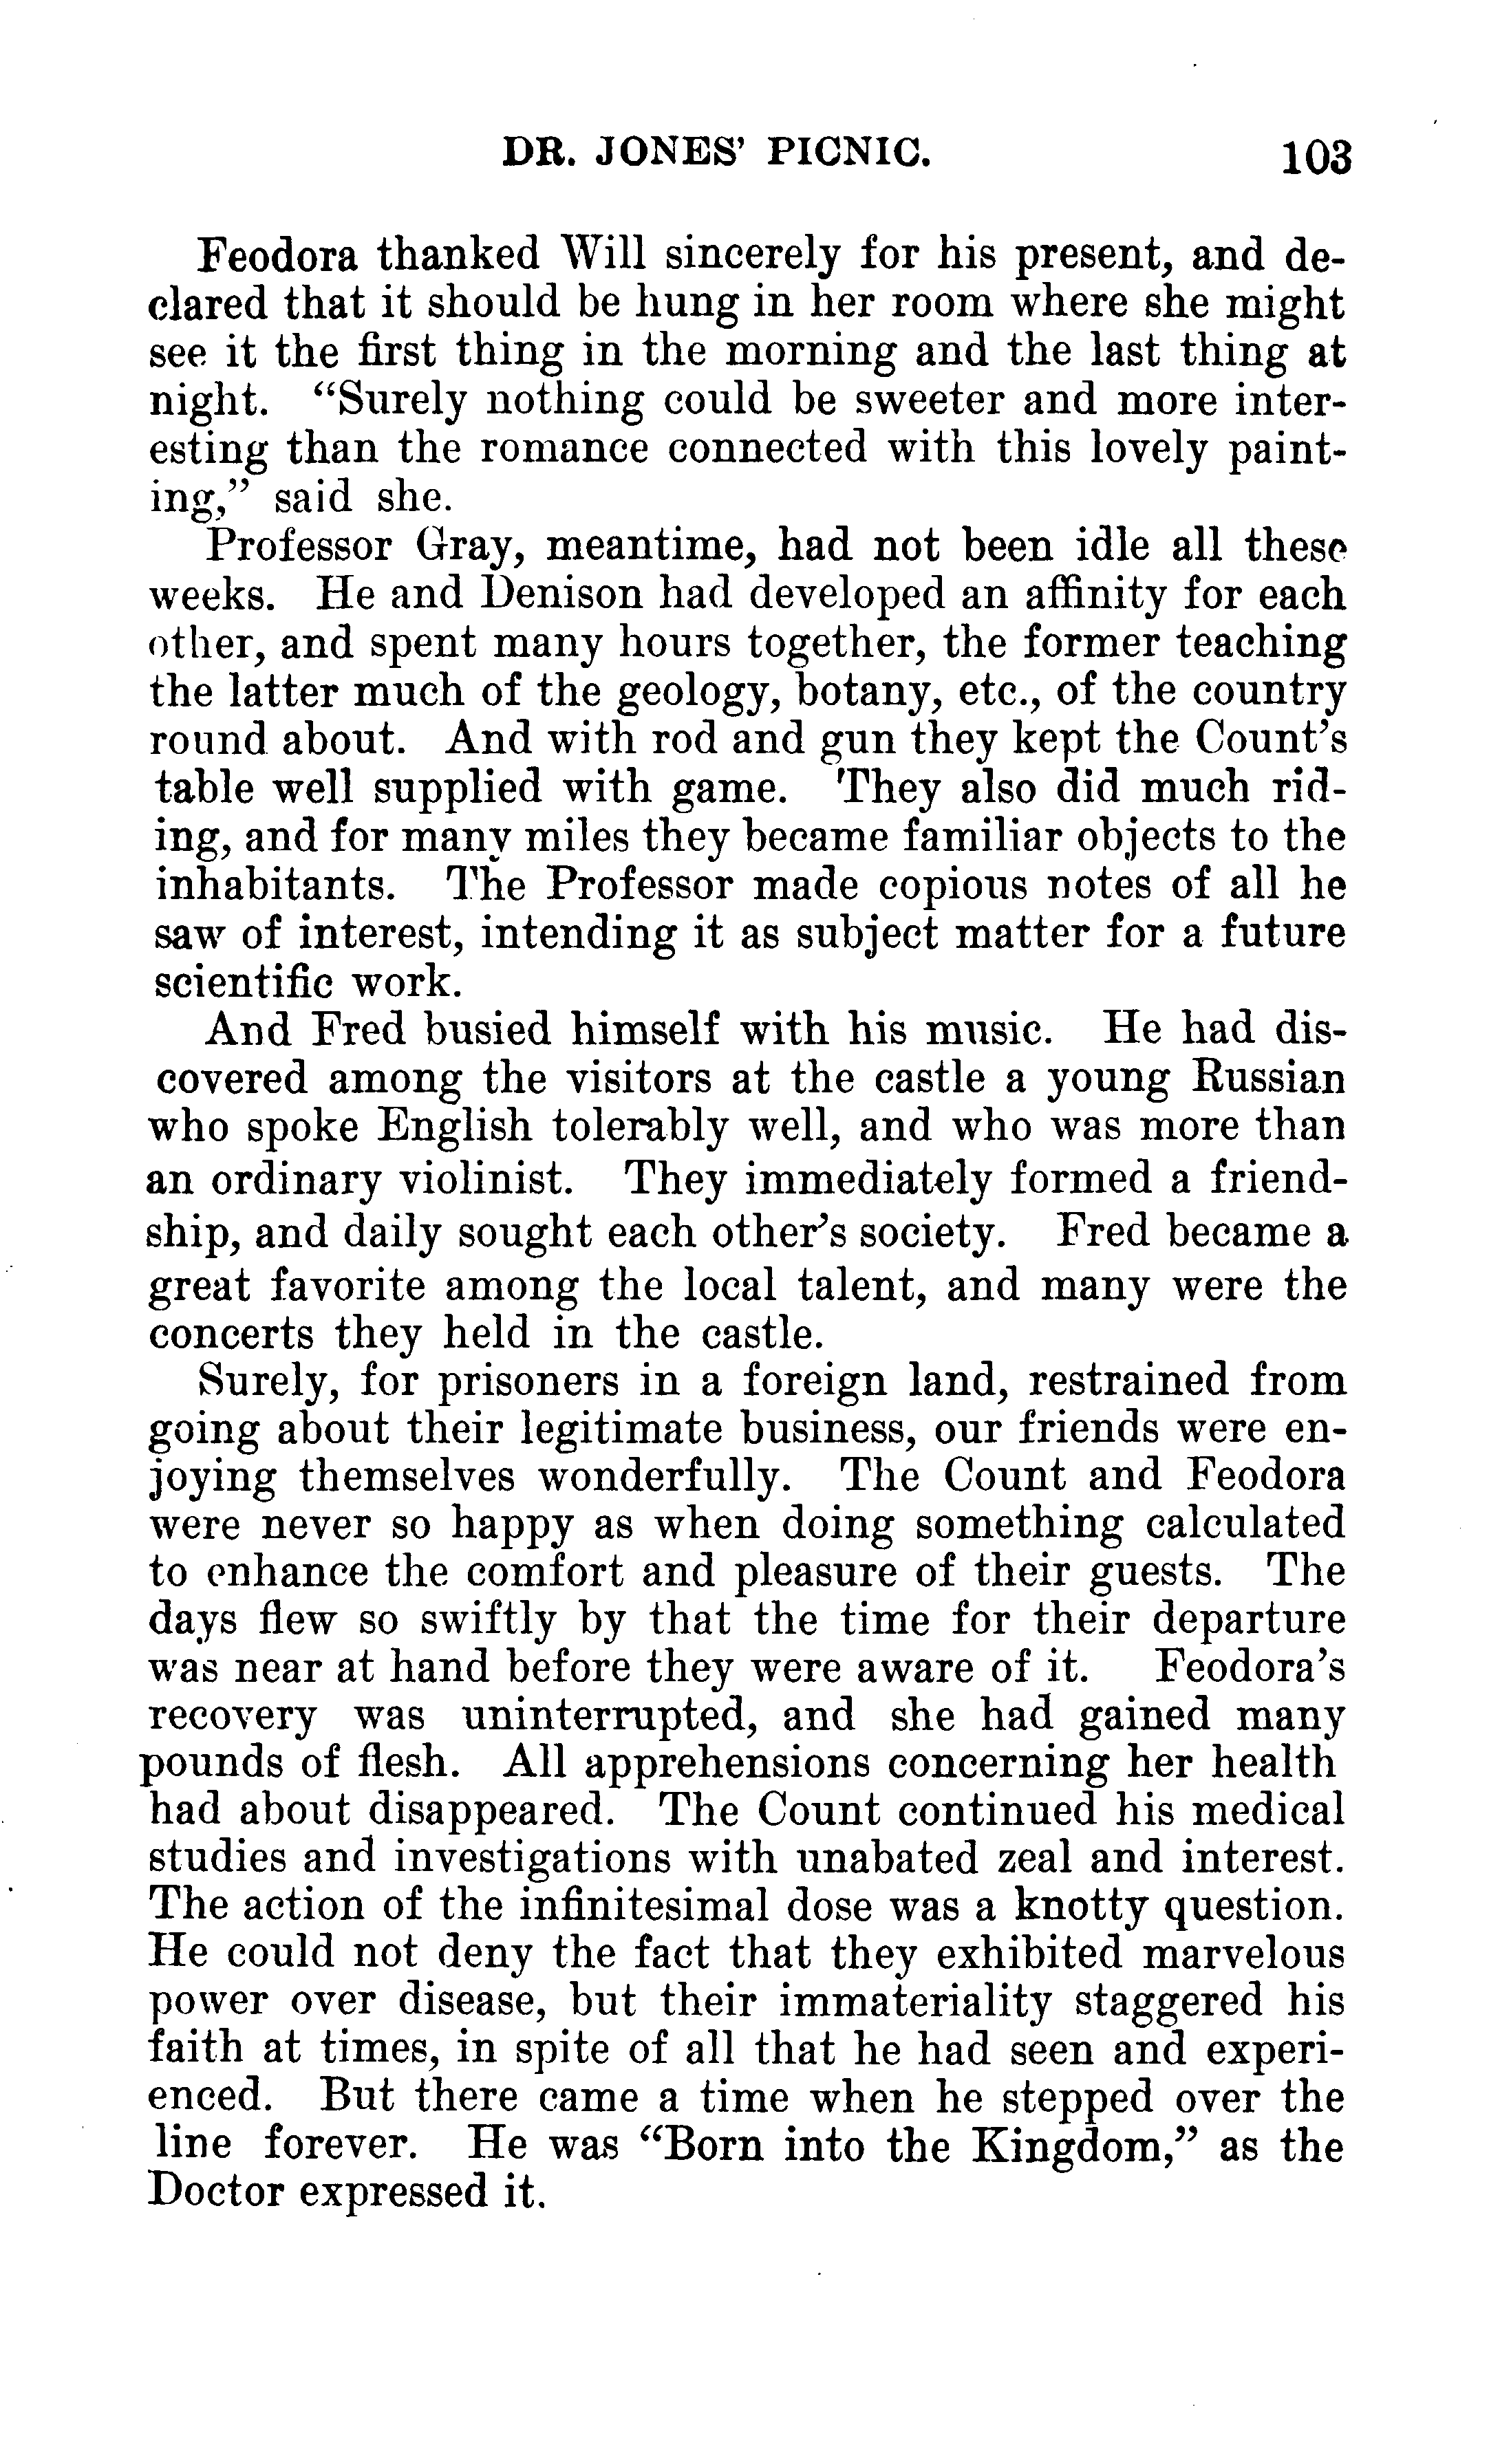 DR. JONES' PICNIC. 103
Feodora thanked Will sincerely for his present, and de-
clared that it should be hung in her room where she might
see it the first thing in the morning and the last thing at
night. “Surely nothing could be sweeter and more inter-
esting than the romance connected with this lovely paint-
ing,” said she.
Professor Gray, meantime, had not been idle all these
weeks. He and Denison had developed an affinity for each
other, and spent many hours together, the former teaching
the latter much of the geology, botany, etc., of the country
round about. And with rod and gun they kept the Count’s
table well supplied with game. They also did much rid-
ing, and for many miles they became familiar objects to the
inhabitants. The Professor made copious notes of all he
saw of interest, intending it as subject matter for a future
scientific work.
And Fred busied himself with his music. He had dis-
covered among the visitors at the castle a young Russian
who spoke English tolerably well, and who was more than
an ordinary violinist. They immediately formed a friend-
ship, and daily sought each other’s society. Fred became a
great favorite among the local talent, and many were the
concerts they held in the castle.
Surely, for prisoners in a foreign land, restrained from
going about their legitimate business, our friends were en-
joying themselves wonderfully. The Count and Feodora
were never so happy as when doing something calculated
to enhance the comfort and pleasure of their guests. The
days flew so swiftly by that the time for their departure
was near at hand before they were aware of it. Feodora’s
recovery was uninterrupted, and she had gained many
pounds of flesh. All apprehensions concerning her health
had about disappeared. The Count continued his medical
studies and investigations with unabated zeal and interest.
The action of the infinitesimal dose was a knotty question.
He could not deny the fact that they exhibited marvelous
power over disease, but their immateriality staggered his
faith at times, in spite of all that he had seen and experi-
enced. But there came a time when he stepped over the
line forever. He was “Born into the Kingdom,” as the
Doctor expressed it.